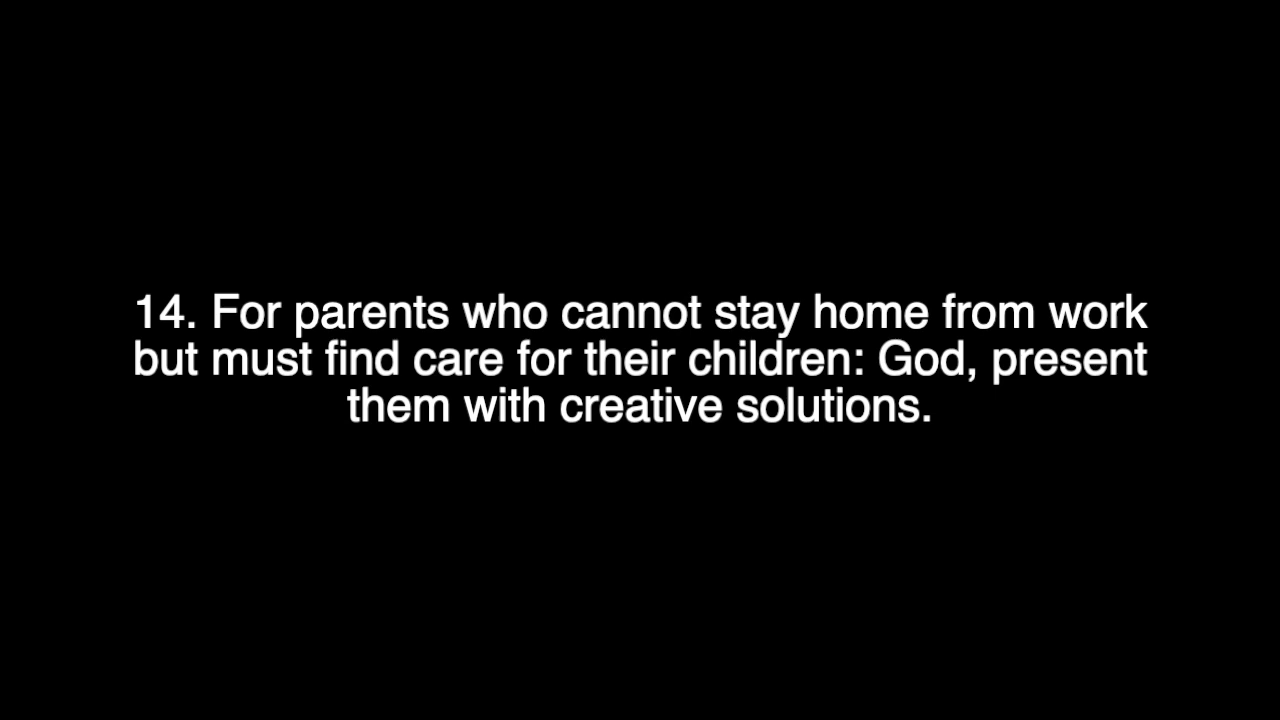 14. For parents who cannot stay home from work
but must find care for their children: God, present
them with creative solutions.